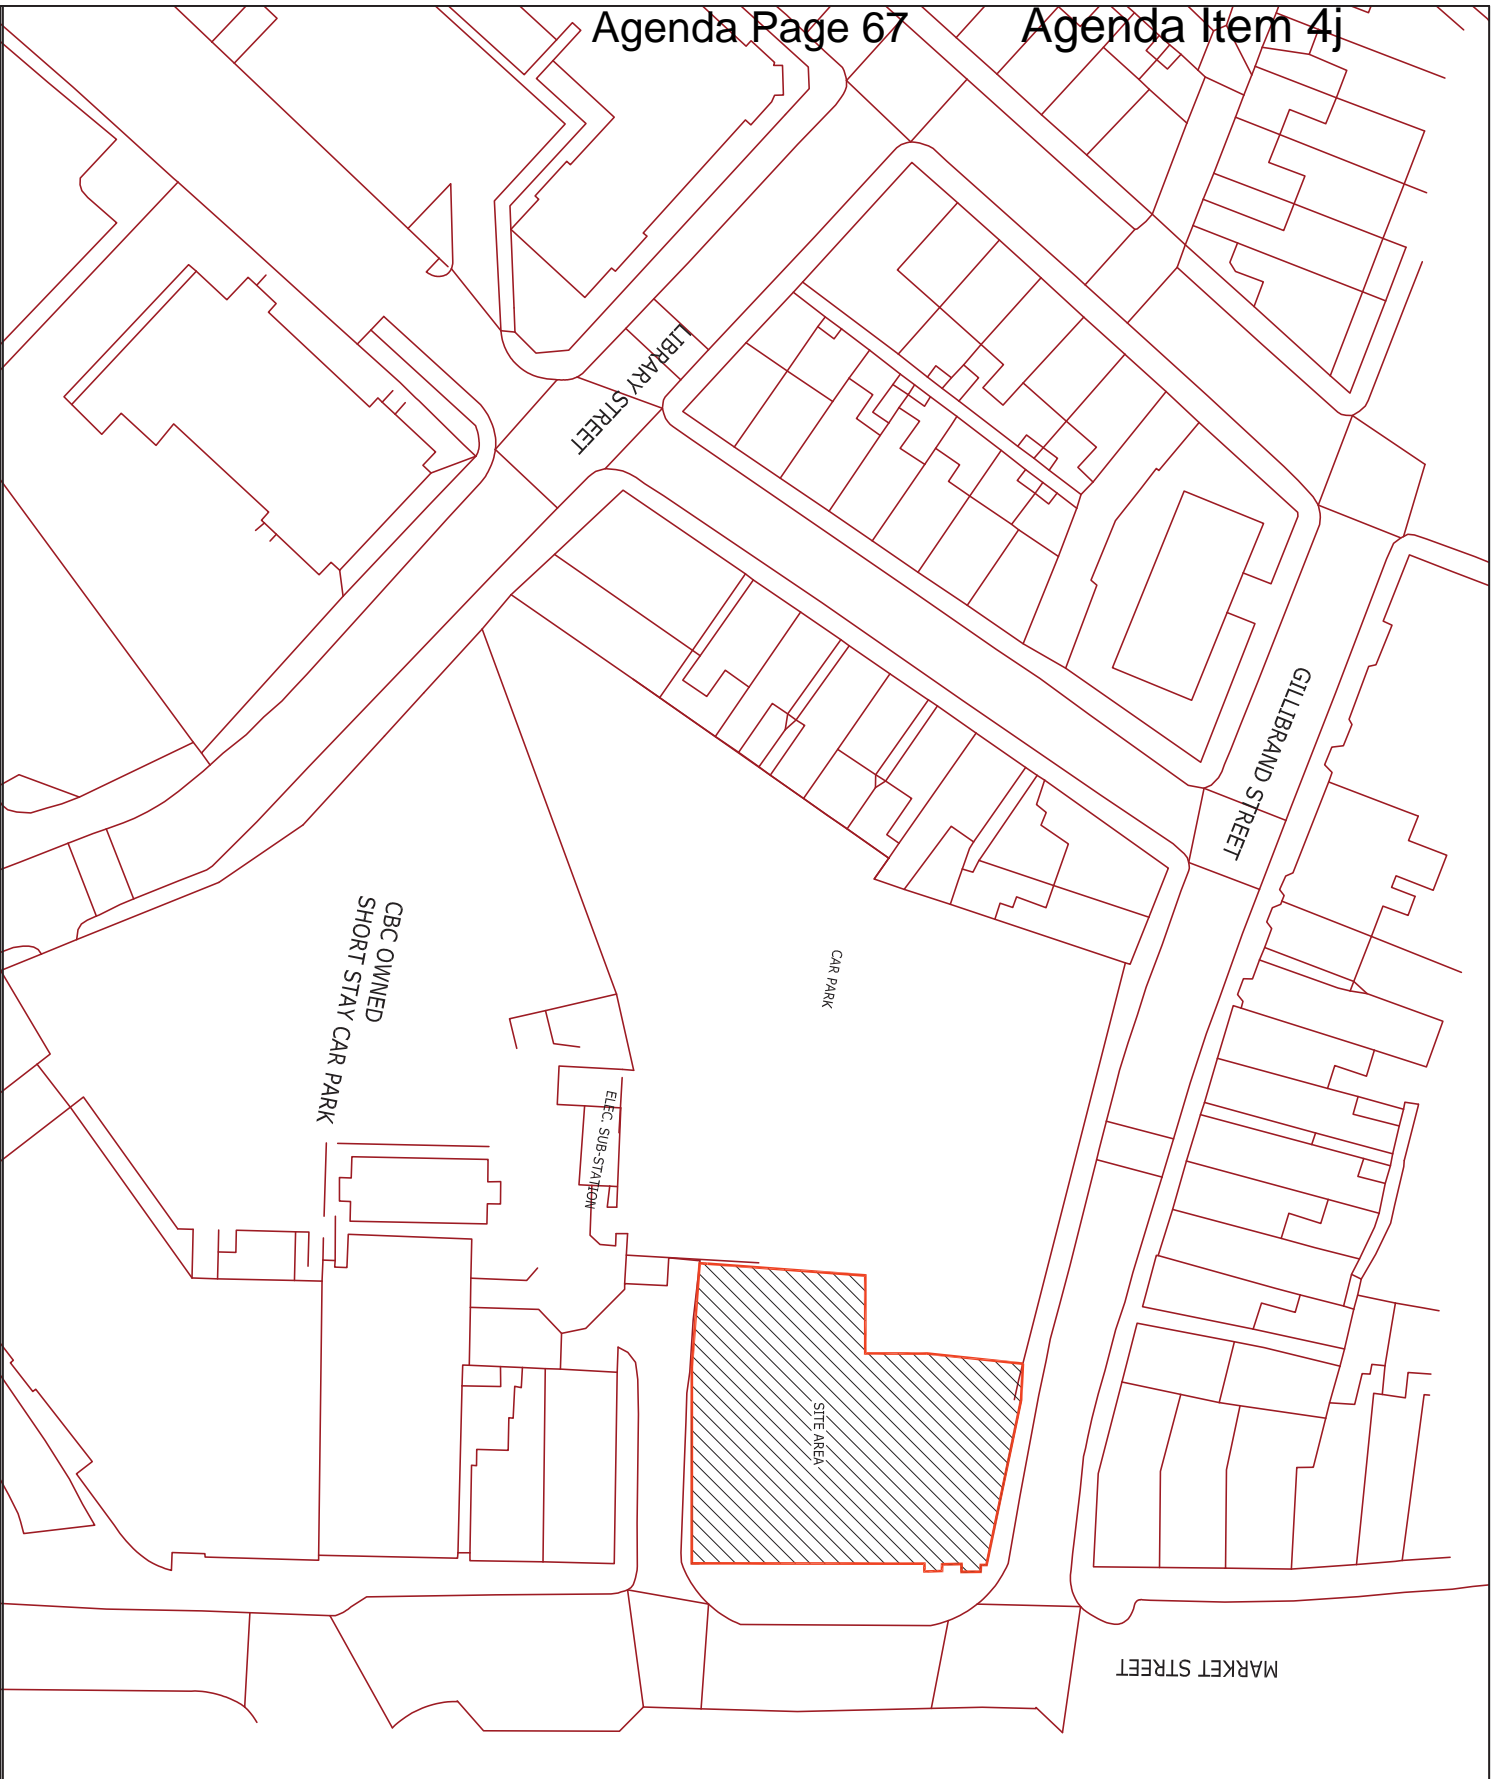 Agenda Page 67
Agenda Item 4j
LIBRARY STREET
GILLIBRAND STREET
CBC OWNED
SHORT STAY CAR PARK
CAR PARK
ELEC. SUB-STATION
SITE AREA
MARKET STREET